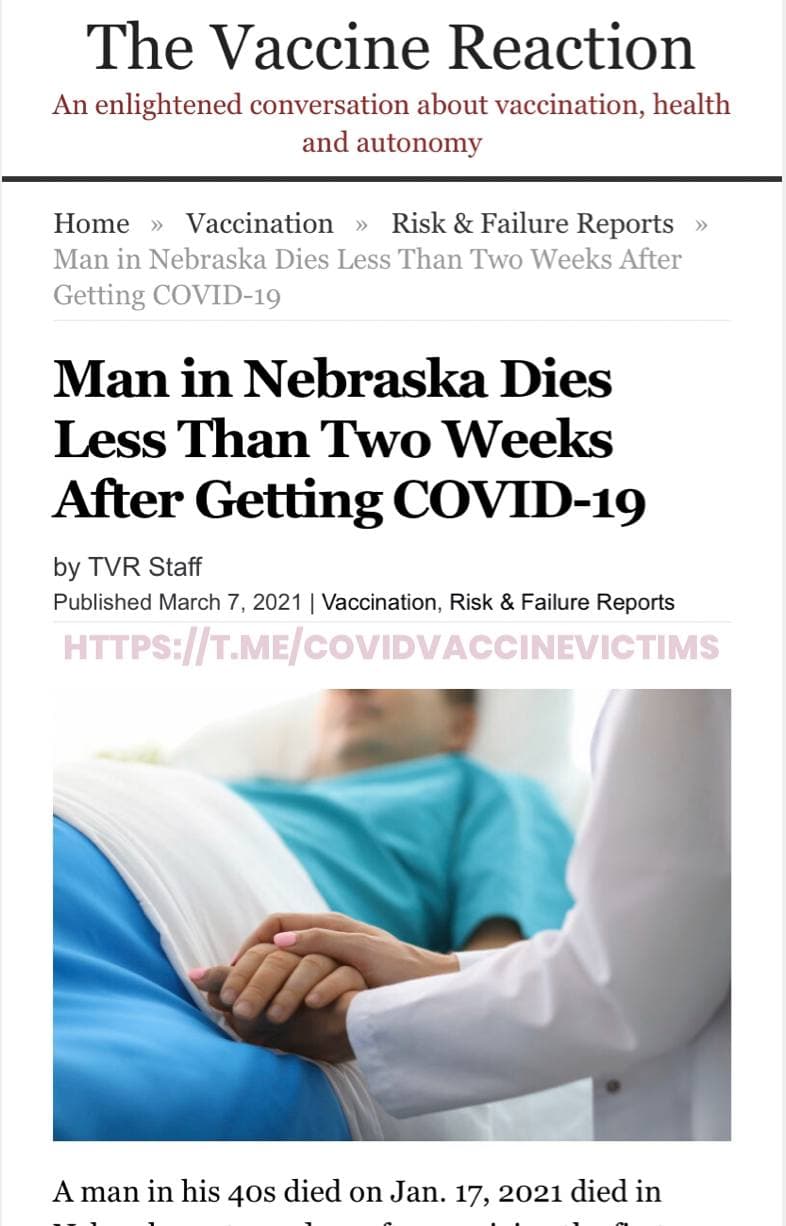 The Vaccine Reaction
An enlightened conversation about vaccination, health
and autonomy
Home » Vaccination » Risk & Failure Reports »
Man in Nebraska Dies Less Than Two Weeks After
Getting COVID-19
Man in Nebraska Dies
Less Than Two Weeks
After Getting COVID-19
by TVR Staff
Published March 7, 2021 | Vaccination, Risk & Failure Reports
HTTPS://T.ME/COVIDVACCINEVICTIMS
A man in his 40s died on Jan. 17, 2021 died in